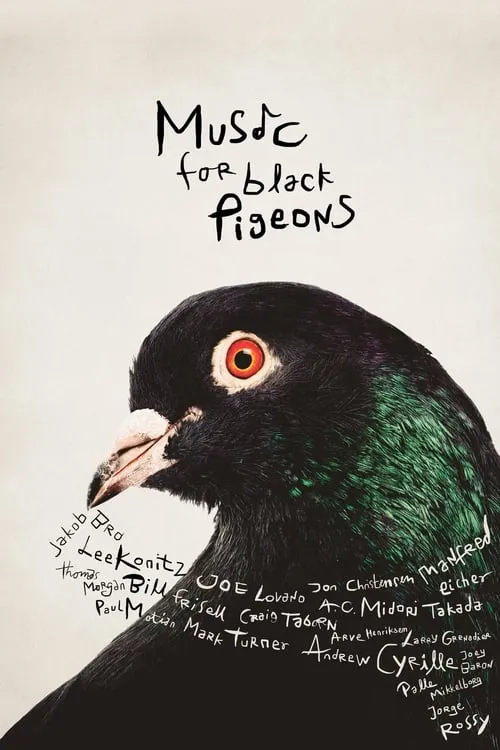 Music
for black
Pigeons
Jakob Bro
Lee Konitz
Thomas Morgan
Bill Frisell
Joe Lovano
Jon Christensen
Manfred Eicher
Paul Motian
Mark Turner
Craig Taborn
A.C.
Midori Takada
Andrew Cyrille
Arve Henriksen
Larry Grenadier
Joey Baron
Palle Mikkelborg
Jorge Rossy